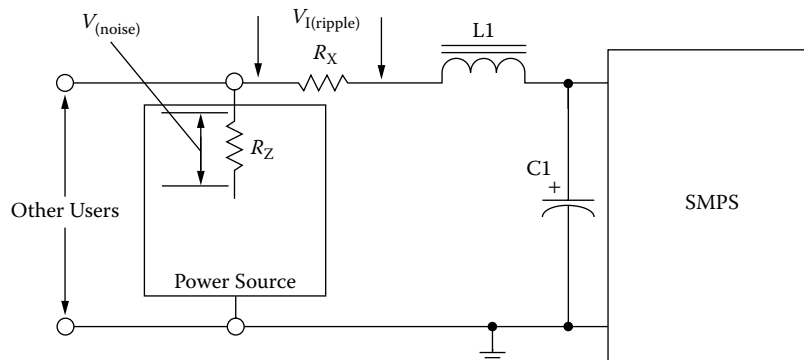 V(noise)
VI(ripple)
L1
RX
RZ
C1
+
SMPS
Other Users
Power Source